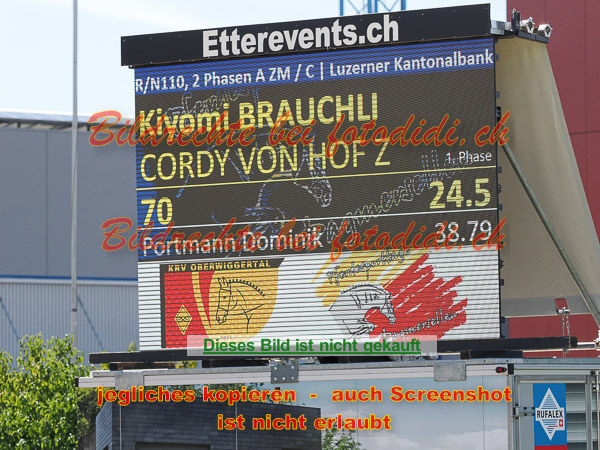 Etterevents.ch
R/N110, 2 Phasen A ZM / C | Luzerner Kantonalbank
Kiyomi BRAUCHLI
Bildrechte bei fotodidi.ch
CORDY VON HOF Z
1. Phase
70
24.5
Portmann Dominik
38.79
Bildrechte bei fotodidi.ch
KRV OBERWIGGERTAL
Dieses Bild ist nicht gekauft
jegliches kopieren - auch Screenshot
ist nicht erlaubt
RUFALEX